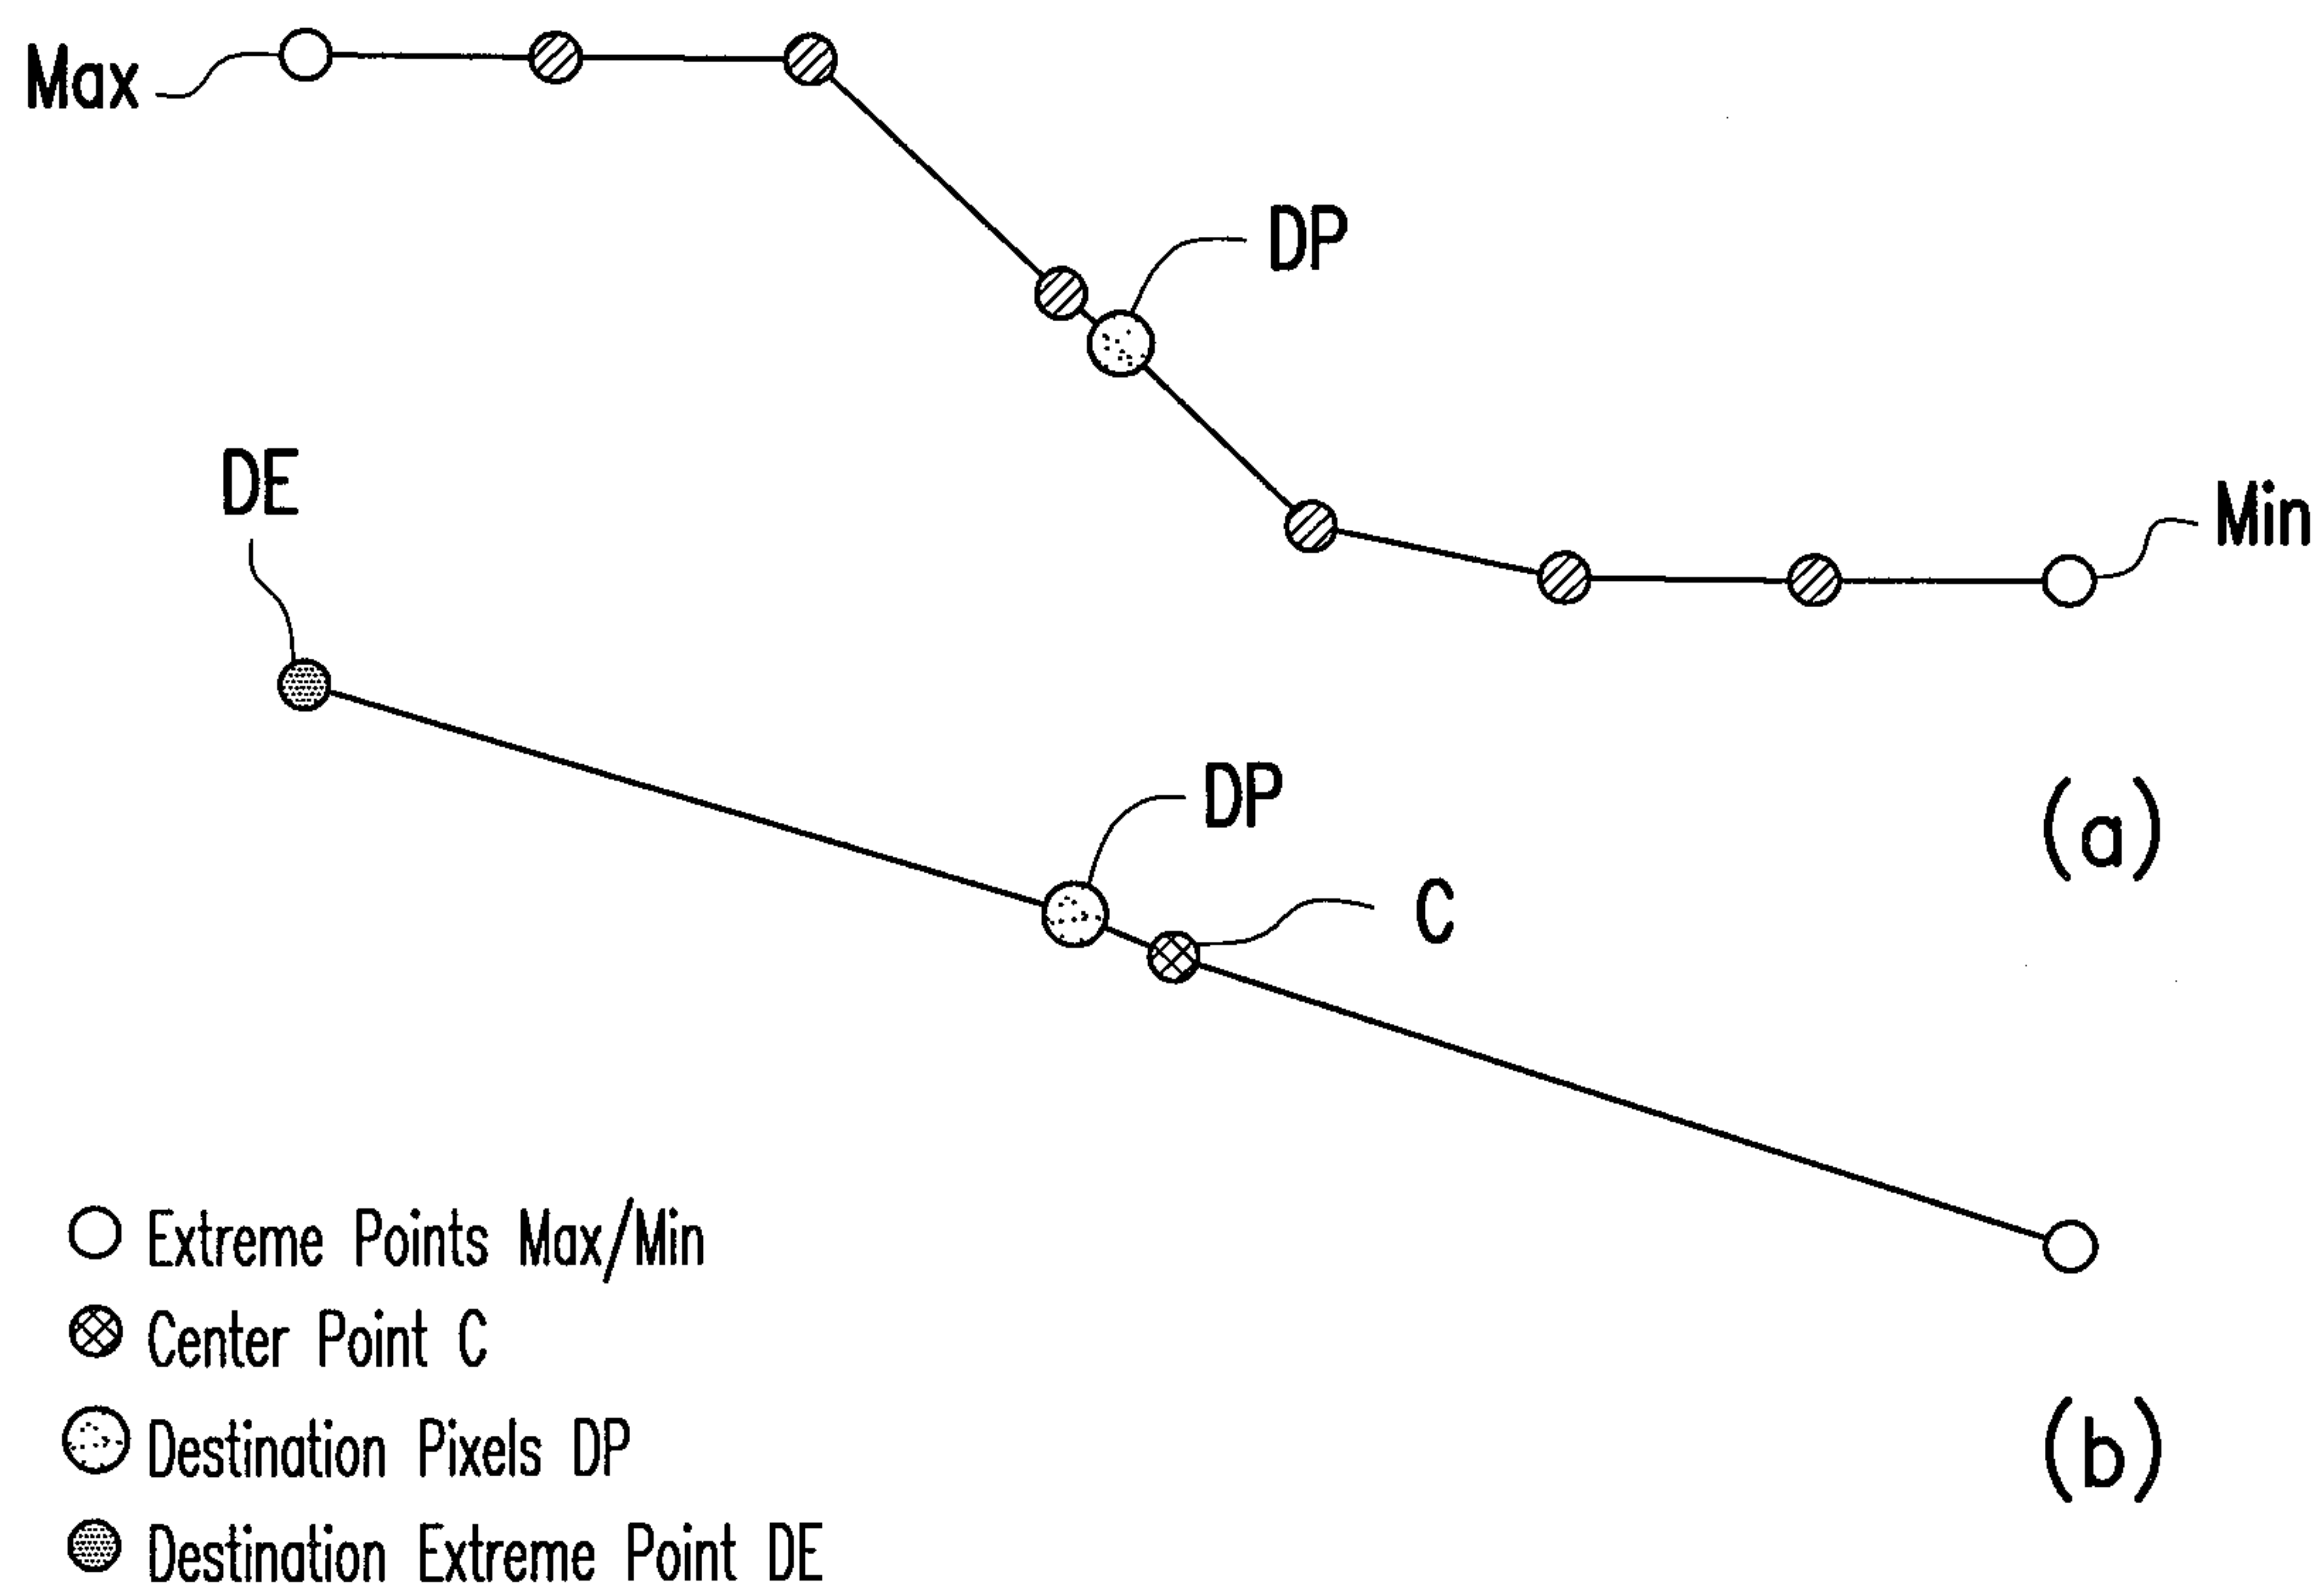 Max
DP
DE
Min
DP
(a)
C
Extreme Points Max/Min
Center Point C
Destination Pixels DP
(b)
Destination Extreme Point DE